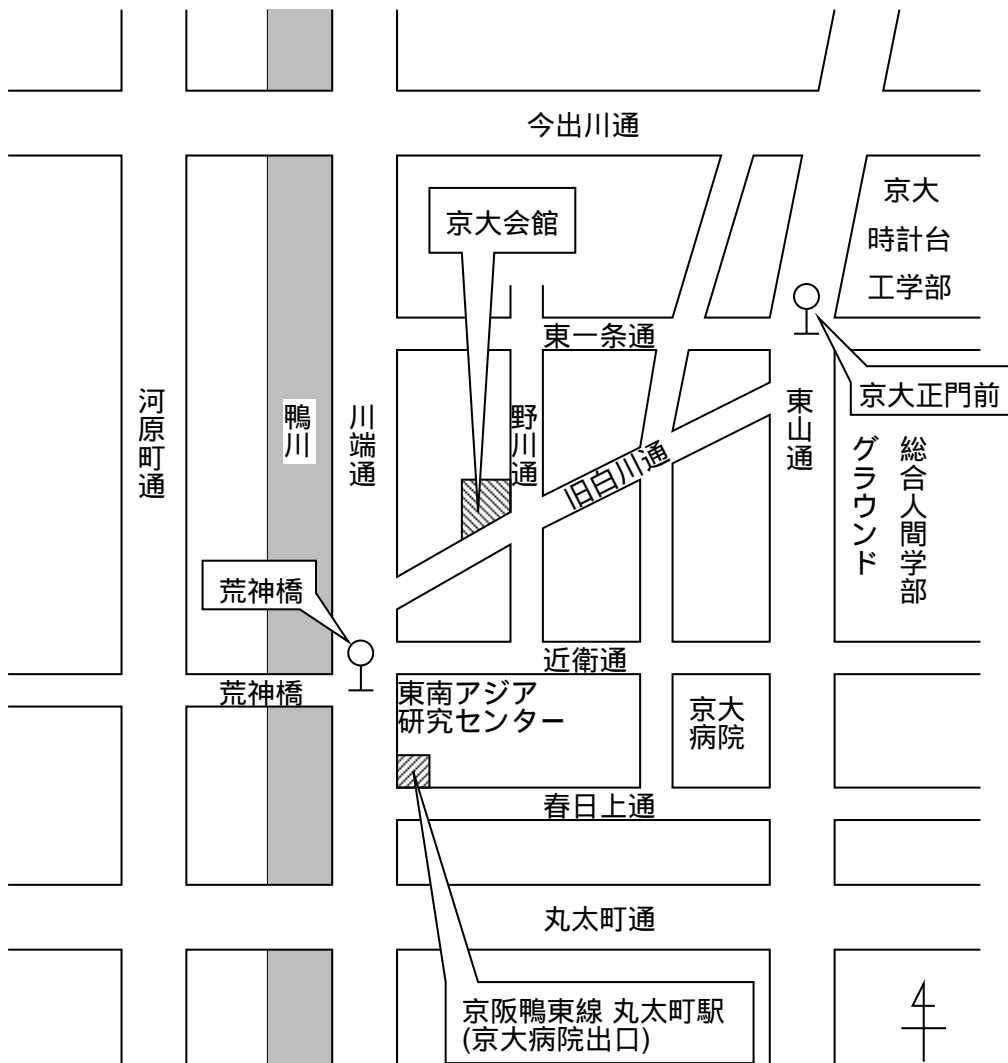 今出川通
京大
時計台
工学部
京大会館
東一条通
京大正門前
河原町通
鴨川
川端通
野川通
旧白川通
東山通
総合人間学部
グラウンド
荒神橋
近衛通
荒神橋
東南アジア
研究センター
京大
病院
春日上通
丸太町通
京阪鴨東線 丸太町駅
(京大病院出口)